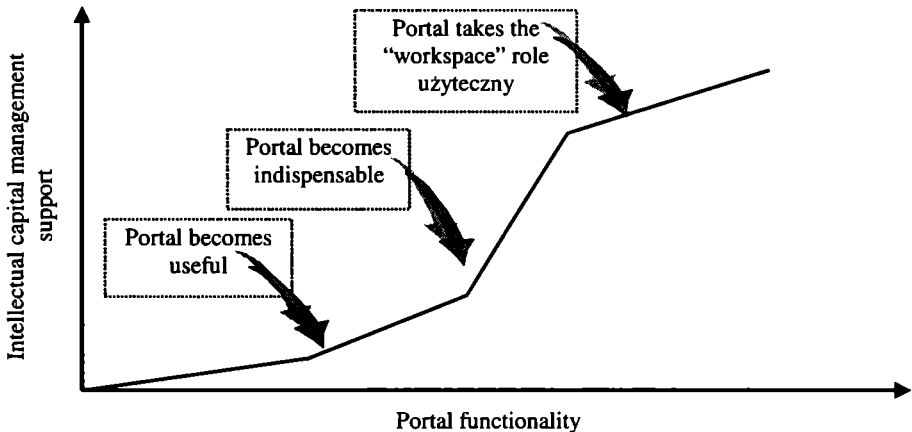 Portal takes the
“workspace” role
użyteczny
Portal becomes
indispensable
Portal becomes
useful
Intellectual capital management
support
Portal functionality